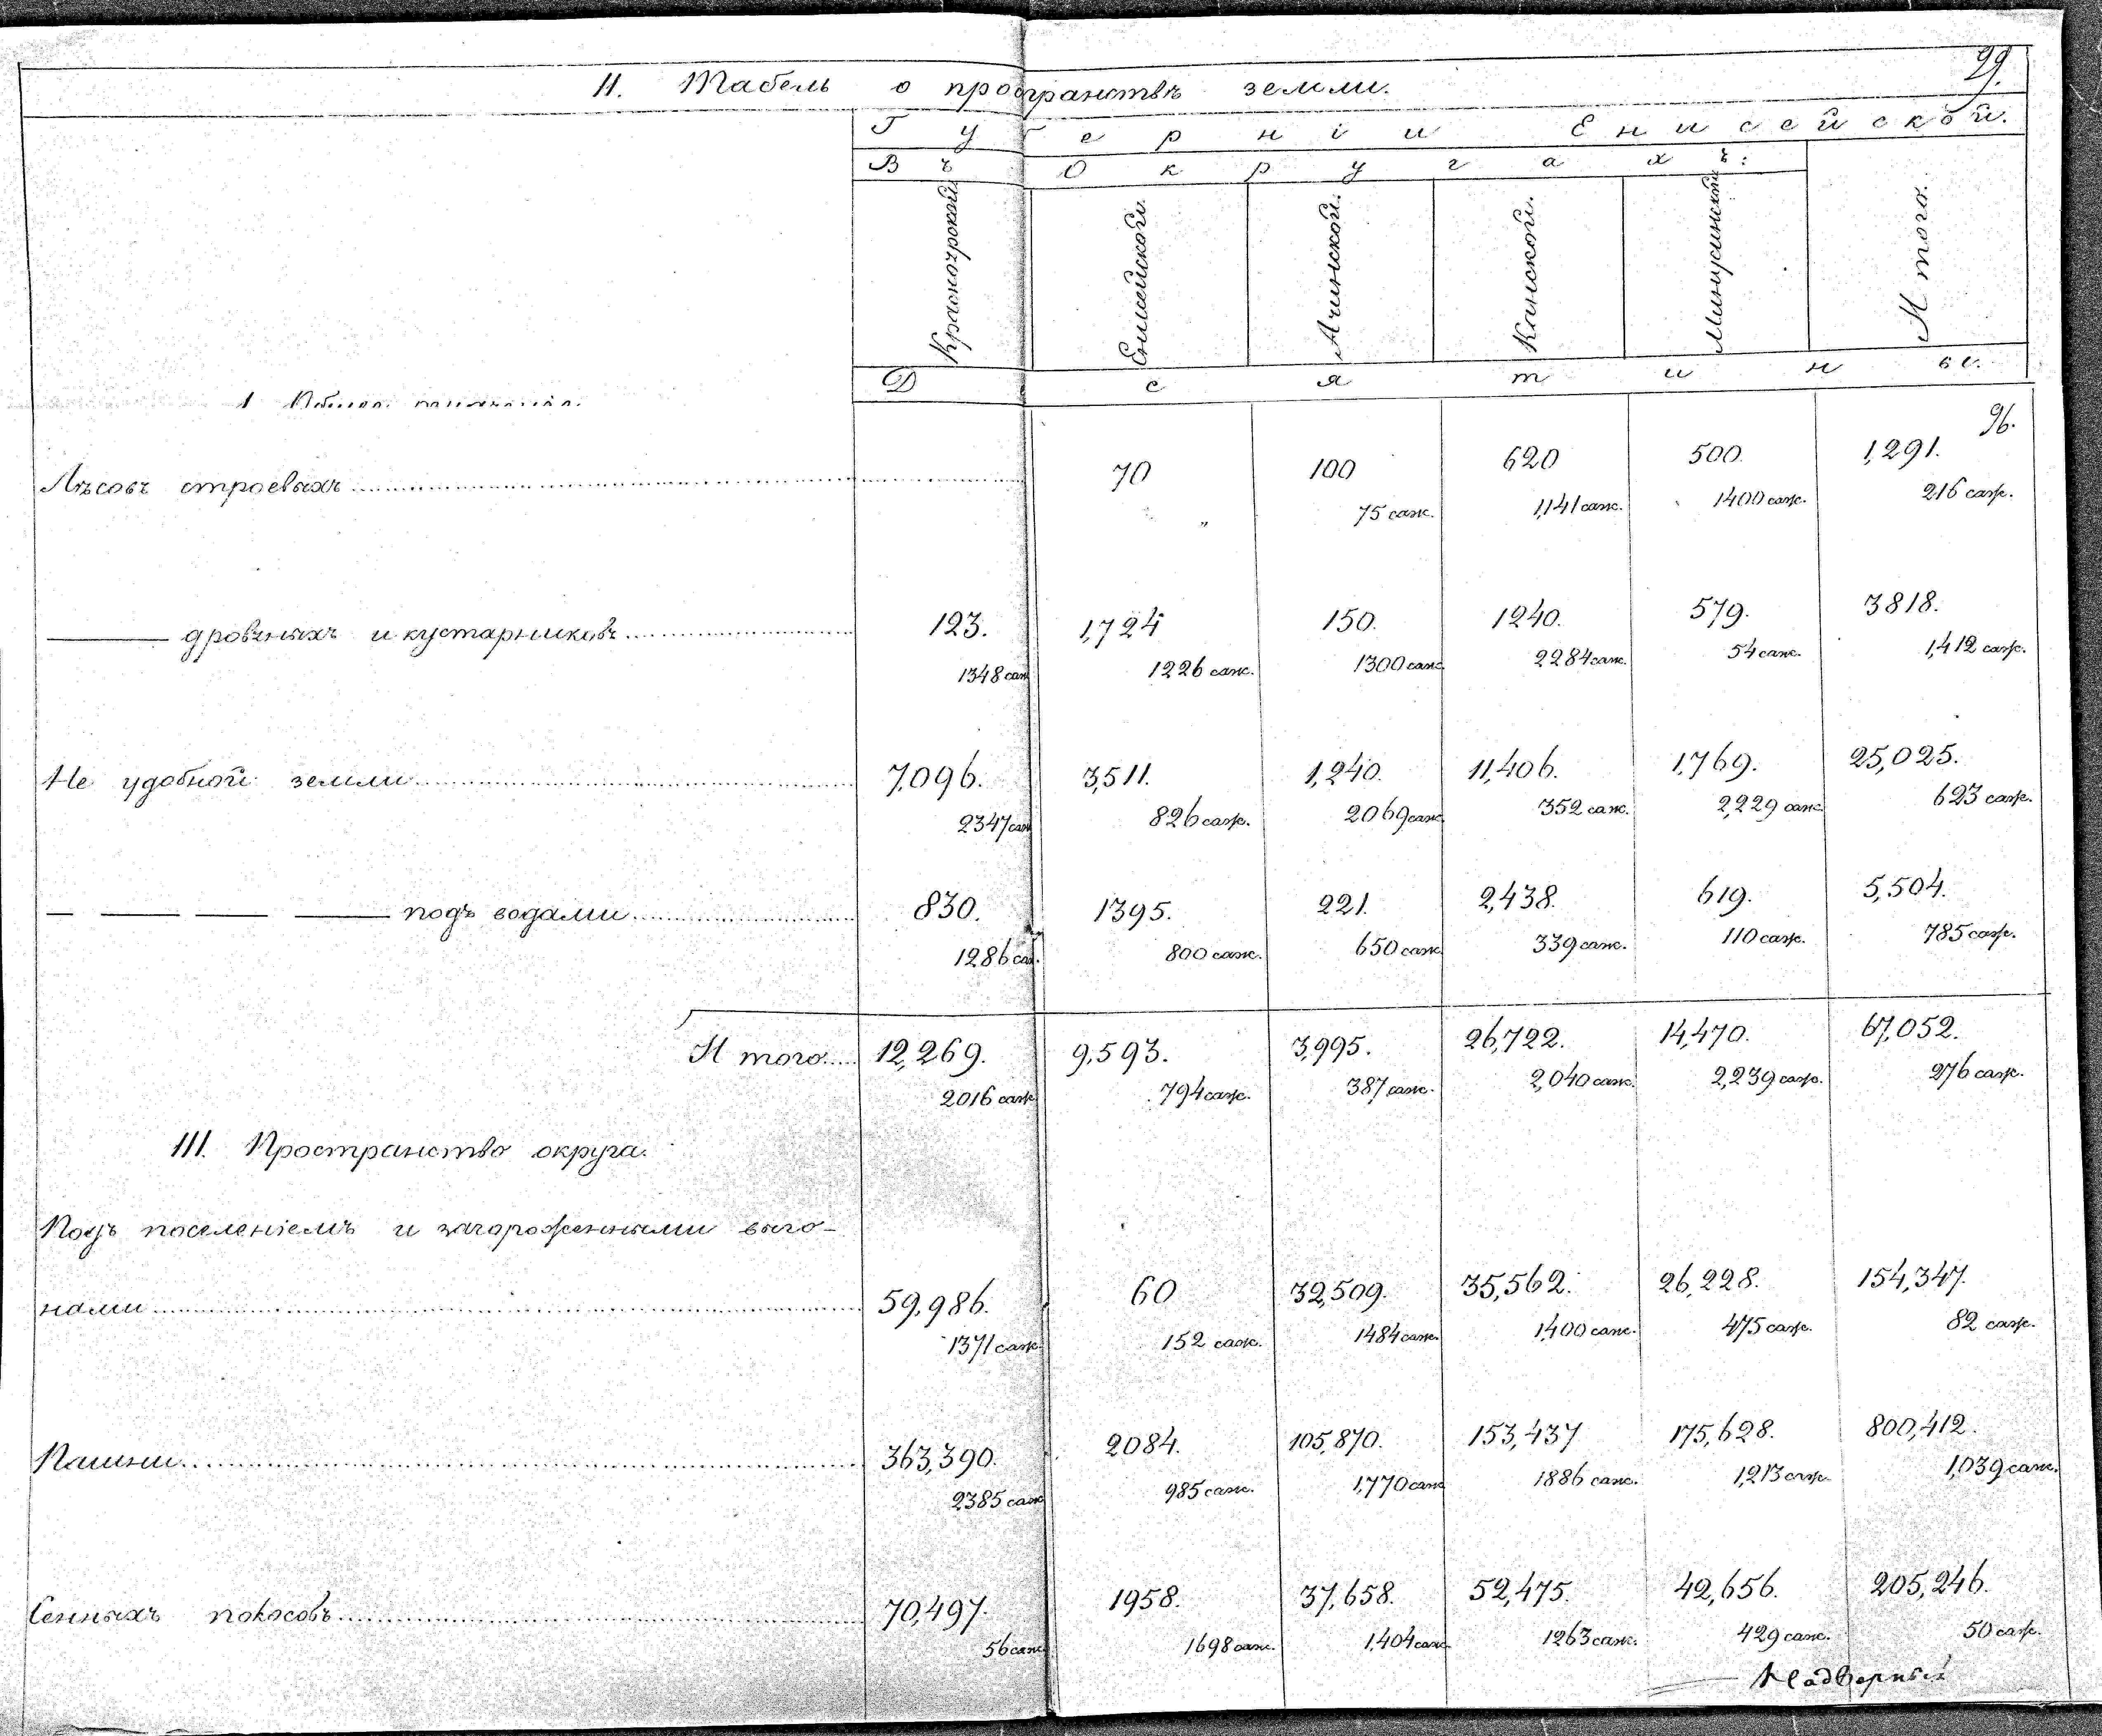 29.
II. Табель о пространствѣ земли.
Губерніи Енисейской.
Въ Округахъ:
Красноярской.
Енисейской.
Ачинской.
Канской.
Минусинской
Итого.
Десятины.
96.
Лѣсовъ строевыхъ 70 100 620 500. 1,291.
" 75 саж. 1,141 саж. 1400 саж. 216 саж.
дровяныхъ и кустарниковъ 123. 1,724 150. 1240. 579. 3818.
1348 саж 1226 саж. 1300 саж 2284 саж. 54 саж. 1,412 саж.
Не удобной земли 7,096. 3,511. 1,240. 11,406. 1,769. 25,025.
2347 саж 826 саж. 2069 саж 352 саж. 2,229 саж. 623 саж.
подъ водами 830. 1395. 221. 2,438. 619. 5,504.
1286 саж. 800 саж. 650 саж 339 саж. 110 саж. 785 саж.
Итого 12,269. 9,593. 3,995. 26,722. 14,470. 67,052.
2016 саж 794 саж. 387 саж. 2,040 саж. 2,239 саж. 276 саж.
III. Пространство округа.
Подъ поселеніемъ и загороженными выго-
нами 59,986. 60 32,509. 35,562. 26,228. 154,347.
1371 саж. 152 саж. 1484 саж. 1,400 саж. 475 саж. 82 саж.
Пашни 363,390. 2084. 105,870. 153,437 175,628. 800,412.
2385 саж 985 саж. 1,770 саж 1886 саж. 1,213 саж. 1,039 саж.
Сенныхъ покосовъ 70,497. 1958. 37,658. 52,475. 42,656. 205,246.
56 саж 1698 саж. 1,404 саж. 1263 саж. 429 саж. 50 саж.
Надворный